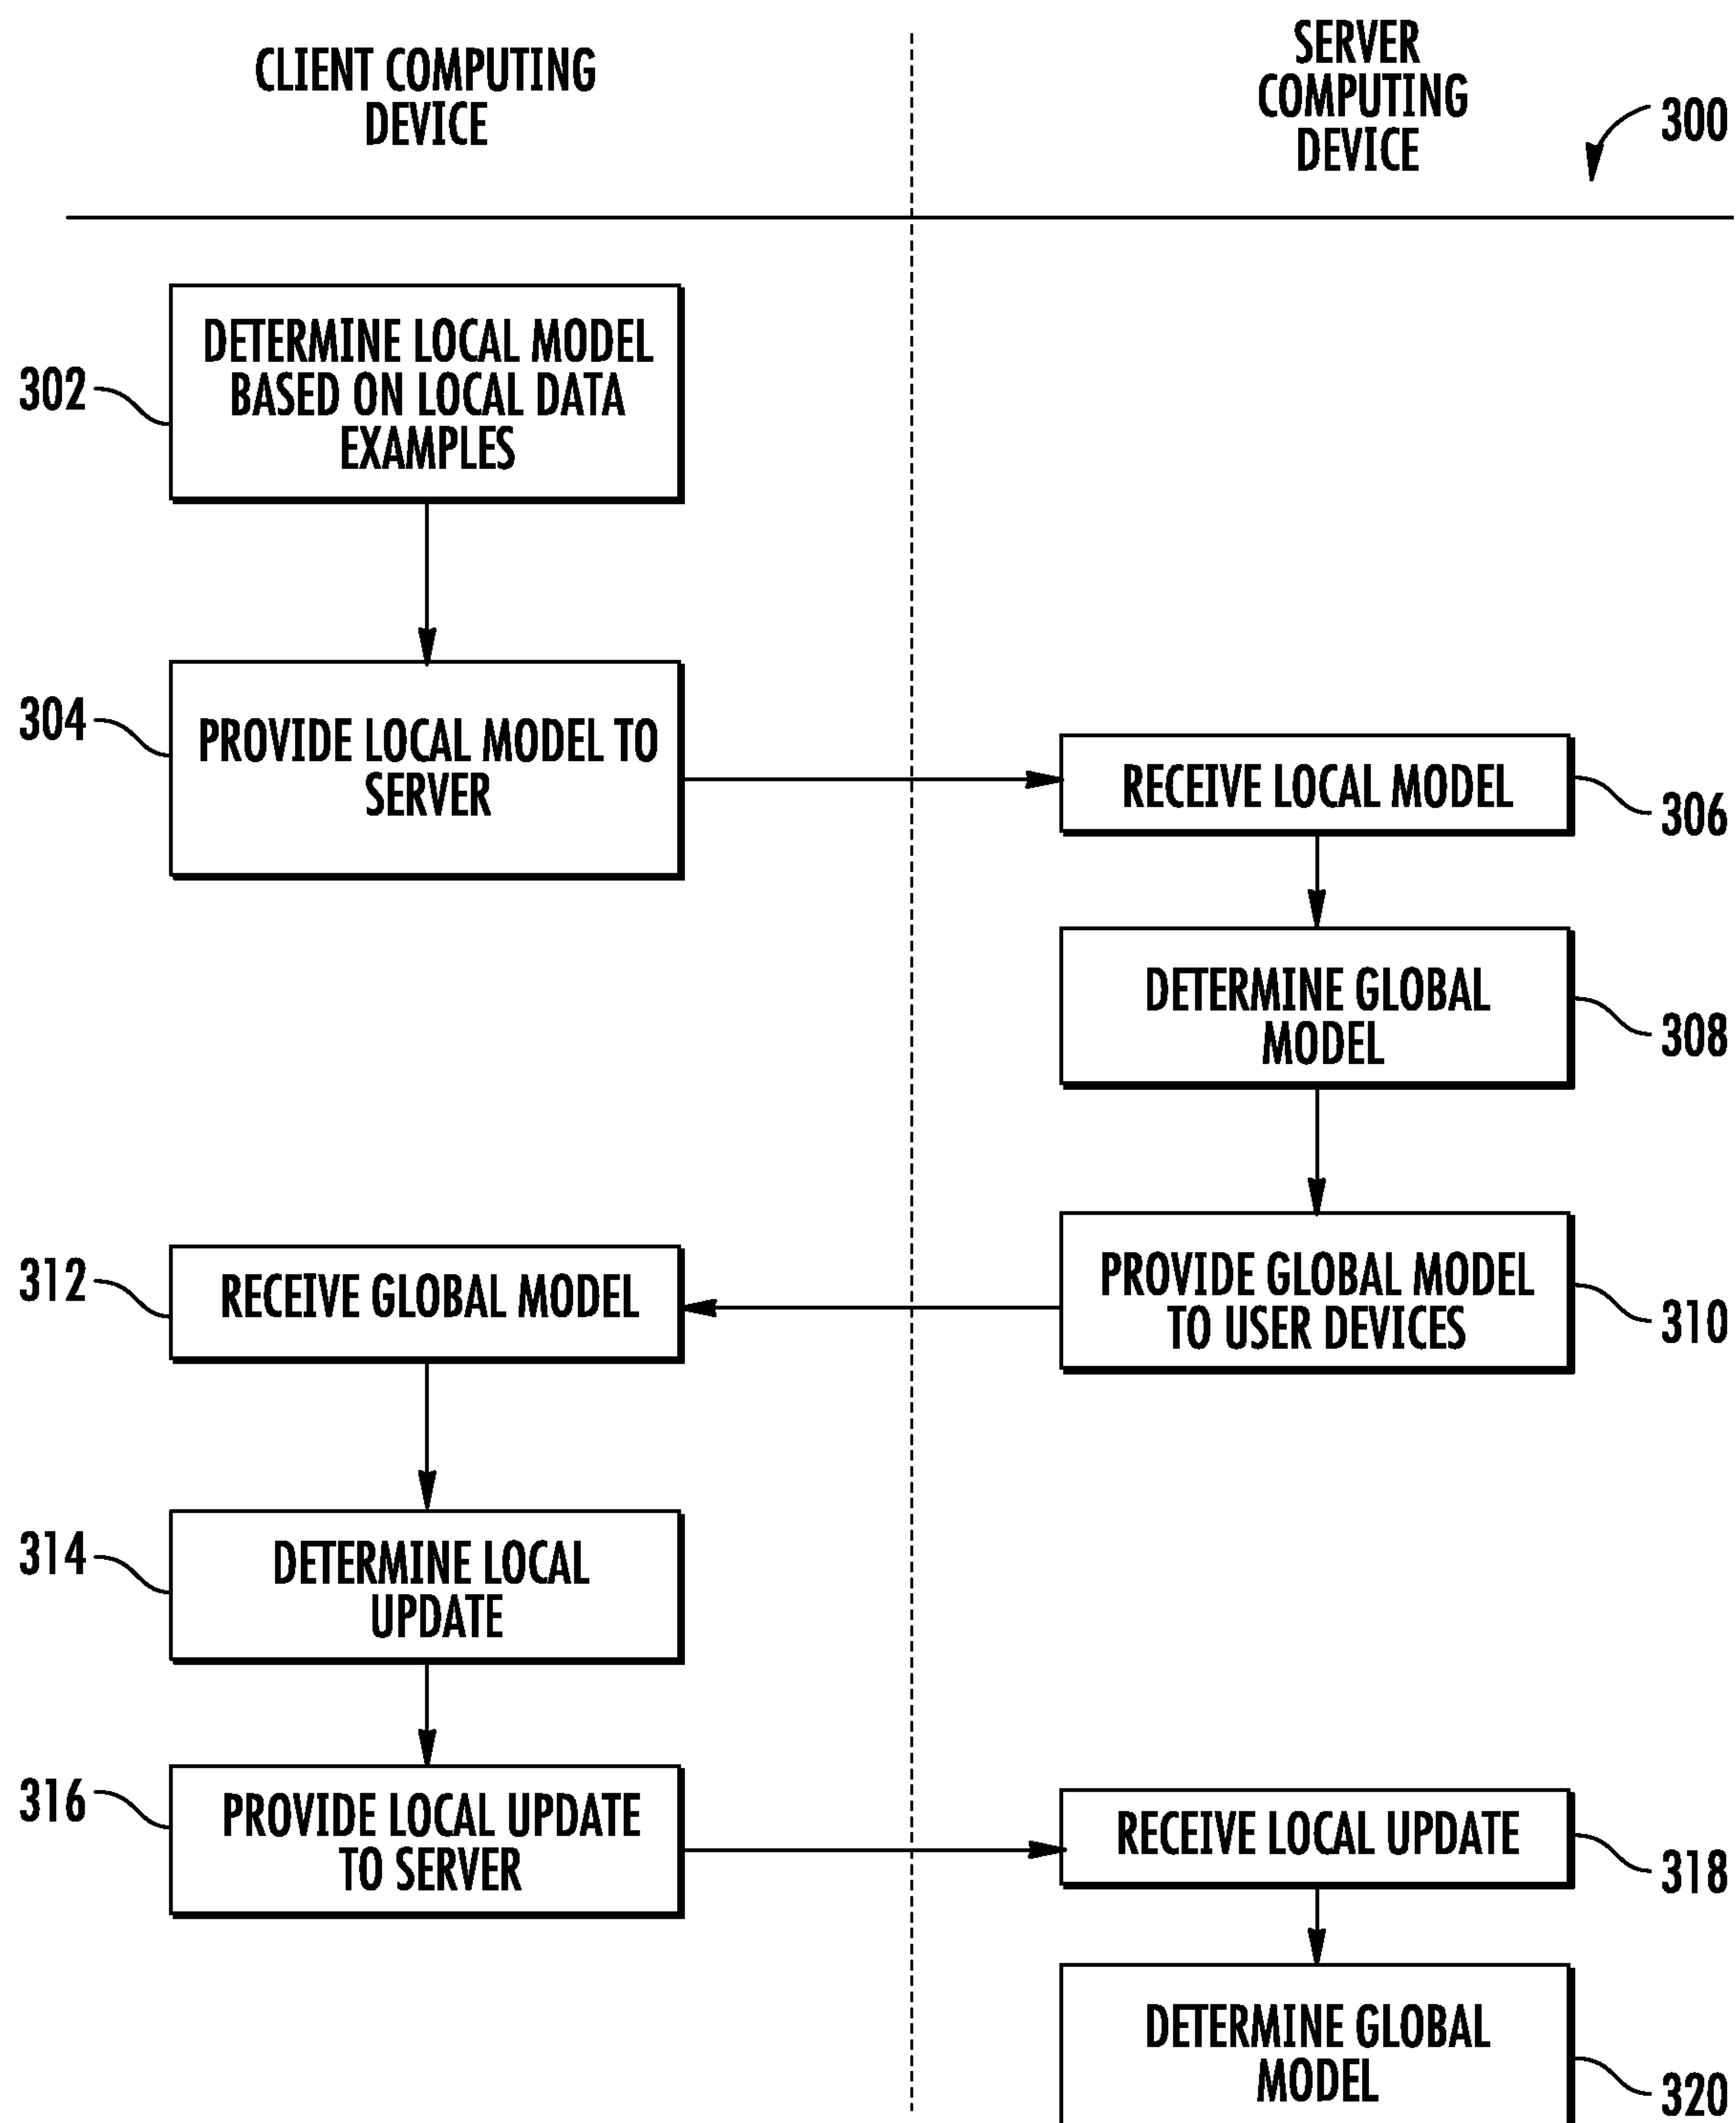 CLIENT COMPUTING
DEVICE
SERVER
COMPUTING
DEVICE
300
302
DETERMINE LOCAL MODEL
BASED ON LOCAL DATA
EXAMPLES
304
PROVIDE LOCAL MODEL TO
SERVER
RECEIVE LOCAL MODEL
306
DETERMINE GLOBAL
MODEL
308
PROVIDE GLOBAL MODEL
TO USER DEVICES
310
312
RECEIVE GLOBAL MODEL
314
DETERMINE LOCAL
UPDATE
316
PROVIDE LOCAL UPDATE
TO SERVER
RECEIVE LOCAL UPDATE
318
DETERMINE GLOBAL
MODEL
320